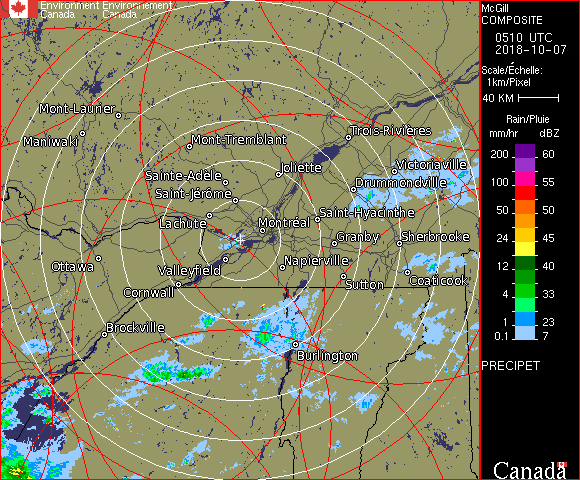 Environment Environnement
Canada Canada
McGill
COMPOSITE
0510 UTC
2018-10-07
Scale/Échelle:
1km/Pixel
40 KM
Rain/Pluie
mm/hr dBZ
200 60
150 57
100 55
50 50
24 45
12 40
4 33
2 23
0.1 7
PRECIPET
Mont-Laurier
Maniwaki
Mont-Tremblant
Trois-Rivières
Joliette
Victoriaville
Sainte-Adèle
Drummondville
Saint-Jérôme
Lachute
Saint-Hyacinthe
Montréal
Granby
Sherbrooke
Ottawa
Valleyfield
Napierville
Cornwall
Sutton
Coaticook
Brockville
Burlington
Canada